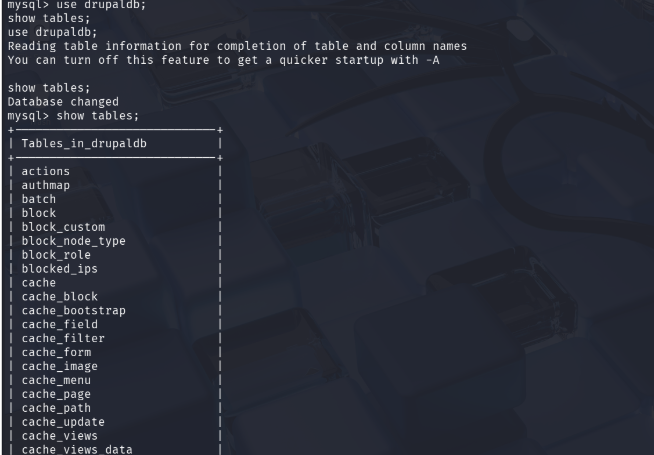 mysql> use drupaldb;
show tables;
use drupaldb;
Reading table information for completion of table and column names
You can turn off this feature to get a quicker startup with -A

show tables;
Database changed
mysql> show tables;
+-----------------------------+
| Tables_in_drupaldb |
+-----------------------------+
| actions |
| authmap |
| batch |
| block |
| block_custom |
| block_node_type |
| block_role |
| blocked_ips |
| cache |
| cache_block |
| cache_bootstrap |
| cache_field |
| cache_filter |
| cache_form |
| cache_image |
| cache_menu |
| cache_page |
| cache_path |
| cache_update |
| cache_views |
| cache_views_data |